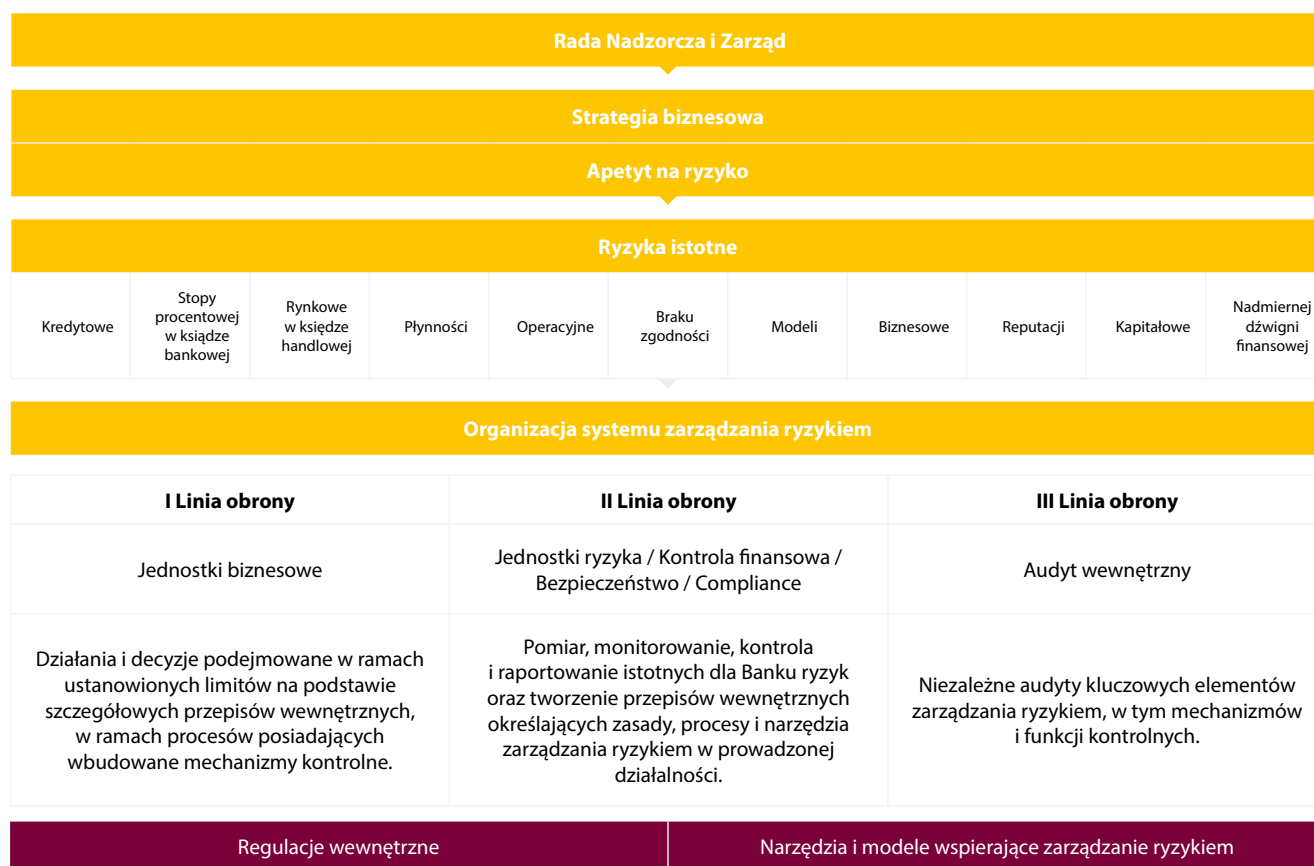 Rada Nadzorcza i Zarząd
Strategia biznesowa
Apetyt na ryzyko
Ryzyka istotne
Kredytowe
Stopy
procentowej
w ksiądze
bankowej
Rynkowe
w księdze
handlowej
Płynności
Operacyjne
Braku
zgodności
Modeli
Biznesowe
Reputacji
Kapitałowe
Nadmiernej
dźwigni
finansowej
Organizacja systemu zarządzania ryzykiem
I Linia obrony
II Linia obrony
III Linia obrony
Jednostki biznesowe
Jednostki ryzyka / Kontrola finansowa /
Bezpieczeństwo / Compliance
Audyt wewnętrzny
Działania i decyzje podejmowane w ramach
ustanowionych limitów na podstawie
szczegółowych przepisów wewnętrznych,
w ramach procesów posiadających
wbudowane mechanizmy kontrolne.
Pomiar, monitorowanie, kontrola
i raportowanie istotnych dla Banku ryzyk
oraz tworzenie przepisów wewnętrznych
określających zasady, procesy i narzędzia
zarządzania ryzykiem w prowadzonej
działalności.
Niezależne audyty kluczowych elementów
zarządzania ryzykiem, w tym mechanizmów
i funkcji kontrolnych.
Regulacje wewnętrzne
Narzędzia i modele wspierające zarządzanie ryzykiem